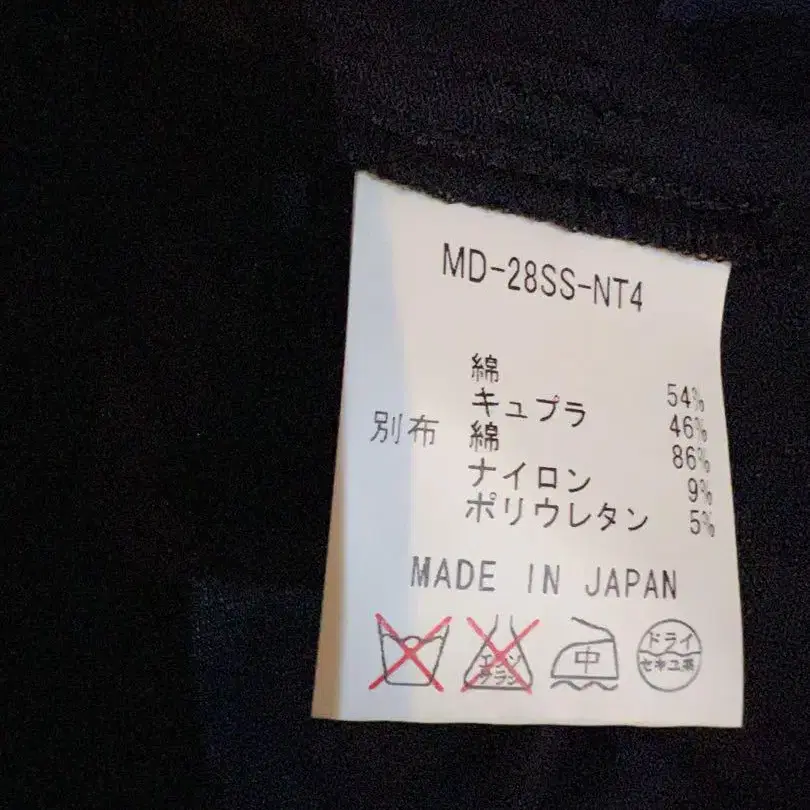 MD-28SS-NT4
綿 54%
キュプラ 46%
別布 綿 86%
ナイロン 9%
ポリウレタン 5%
MADE IN JAPAN
中
ドライ
セキユ系